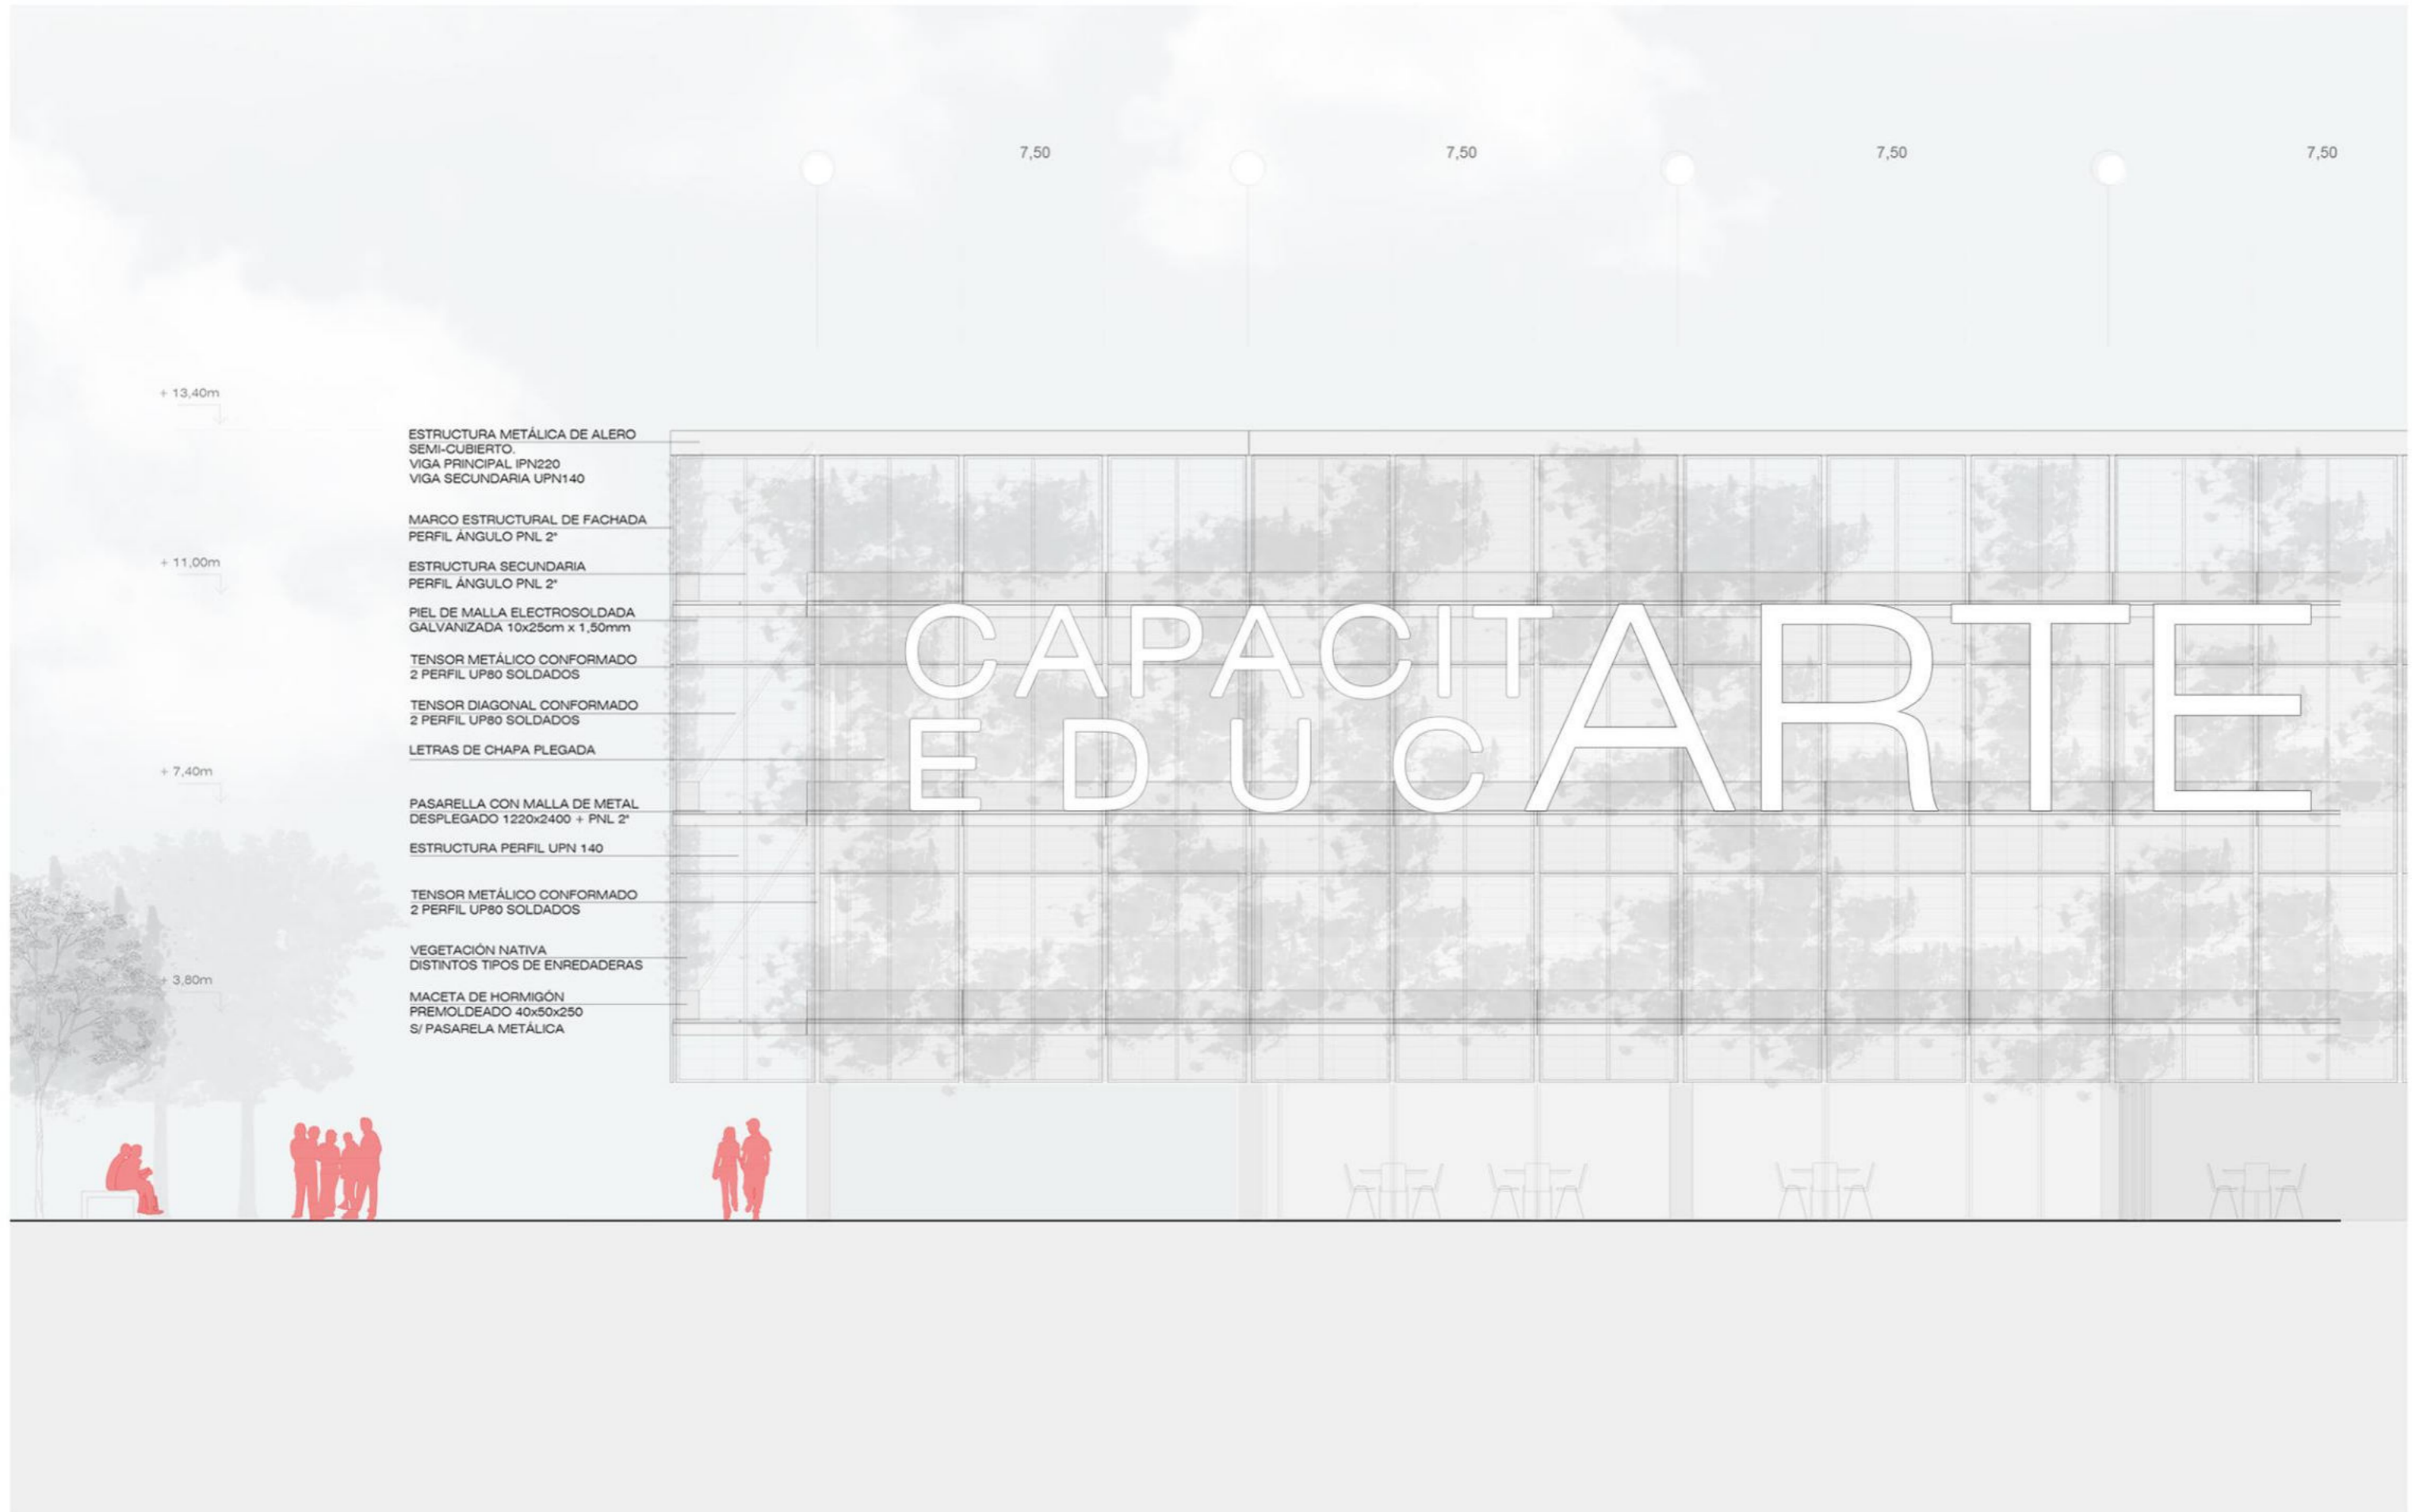 7,50
7,50
7,50
7,50
+ 13,40m
ESTRUCTURA METÁLICA DE ALERO
SEMI-CUBIERTO.
VIGA PRINCIPAL IPN220
VIGA SECUNDARIA UPN140
MARCO ESTRUCTURAL DE FACHADA
PERFIL ÁNGULO PNL 2"
+ 11,00m
ESTRUCTURA SECUNDARIA
PERFIL ÁNGULO PNL 2"
PIEL DE MALLA ELECTROSOLDADA
GALVANIZADA 10x25cm x 1,50mm
TENSOR METÁLICO CONFORMADO
2 PERFIL UP80 SOLDADOS
TENSOR DIAGONAL CONFORMADO
2 PERFIL UP80 SOLDADOS
LETRAS DE CHAPA PLEGADA
+ 7,40m
PASARELLA CON MALLA DE METAL
DESPLEGADO 1220x2400 + PNL 2"
ESTRUCTURA PERFIL UPN 140
TENSOR METÁLICO CONFORMADO
2 PERFIL UP80 SOLDADOS
VEGETACIÓN NATIVA
DISTINTOS TIPOS DE ENREDADERAS
+ 3,80m
MACETA DE HORMIGÓN
PREMOLDEADO 40x50x250
S/ PASARELA METÁLICA
CAPACITARTE
EDUC